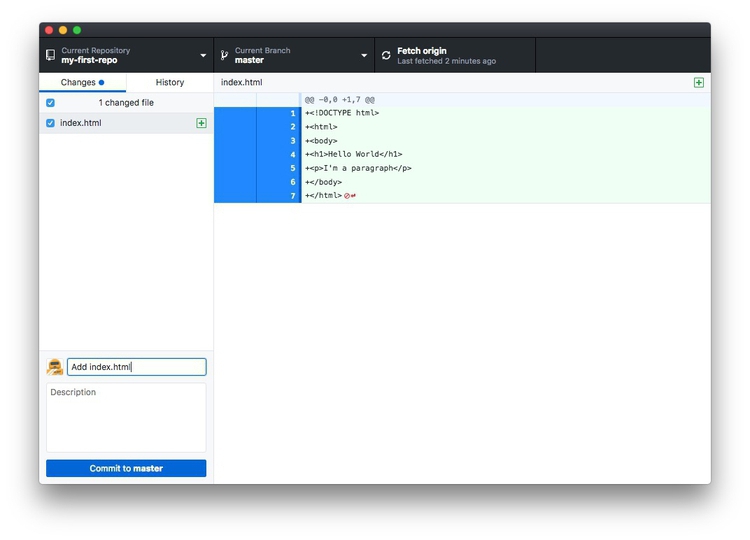 Current Repository
my-first-repo
Current Branch
master
Fetch origin
Last fetched 2 minutes ago
Changes
History
index.html
1 changed file
index.html
@@ -0,0 +1,7 @@
1 +<!DOCTYPE html>
2 +<html>
3 +<body>
4 +<h1>Hello World</h1>
5 +<p>I'm a paragraph</p>
6 +</body>
7 +</html>
Add index.html
Description
Commit to master